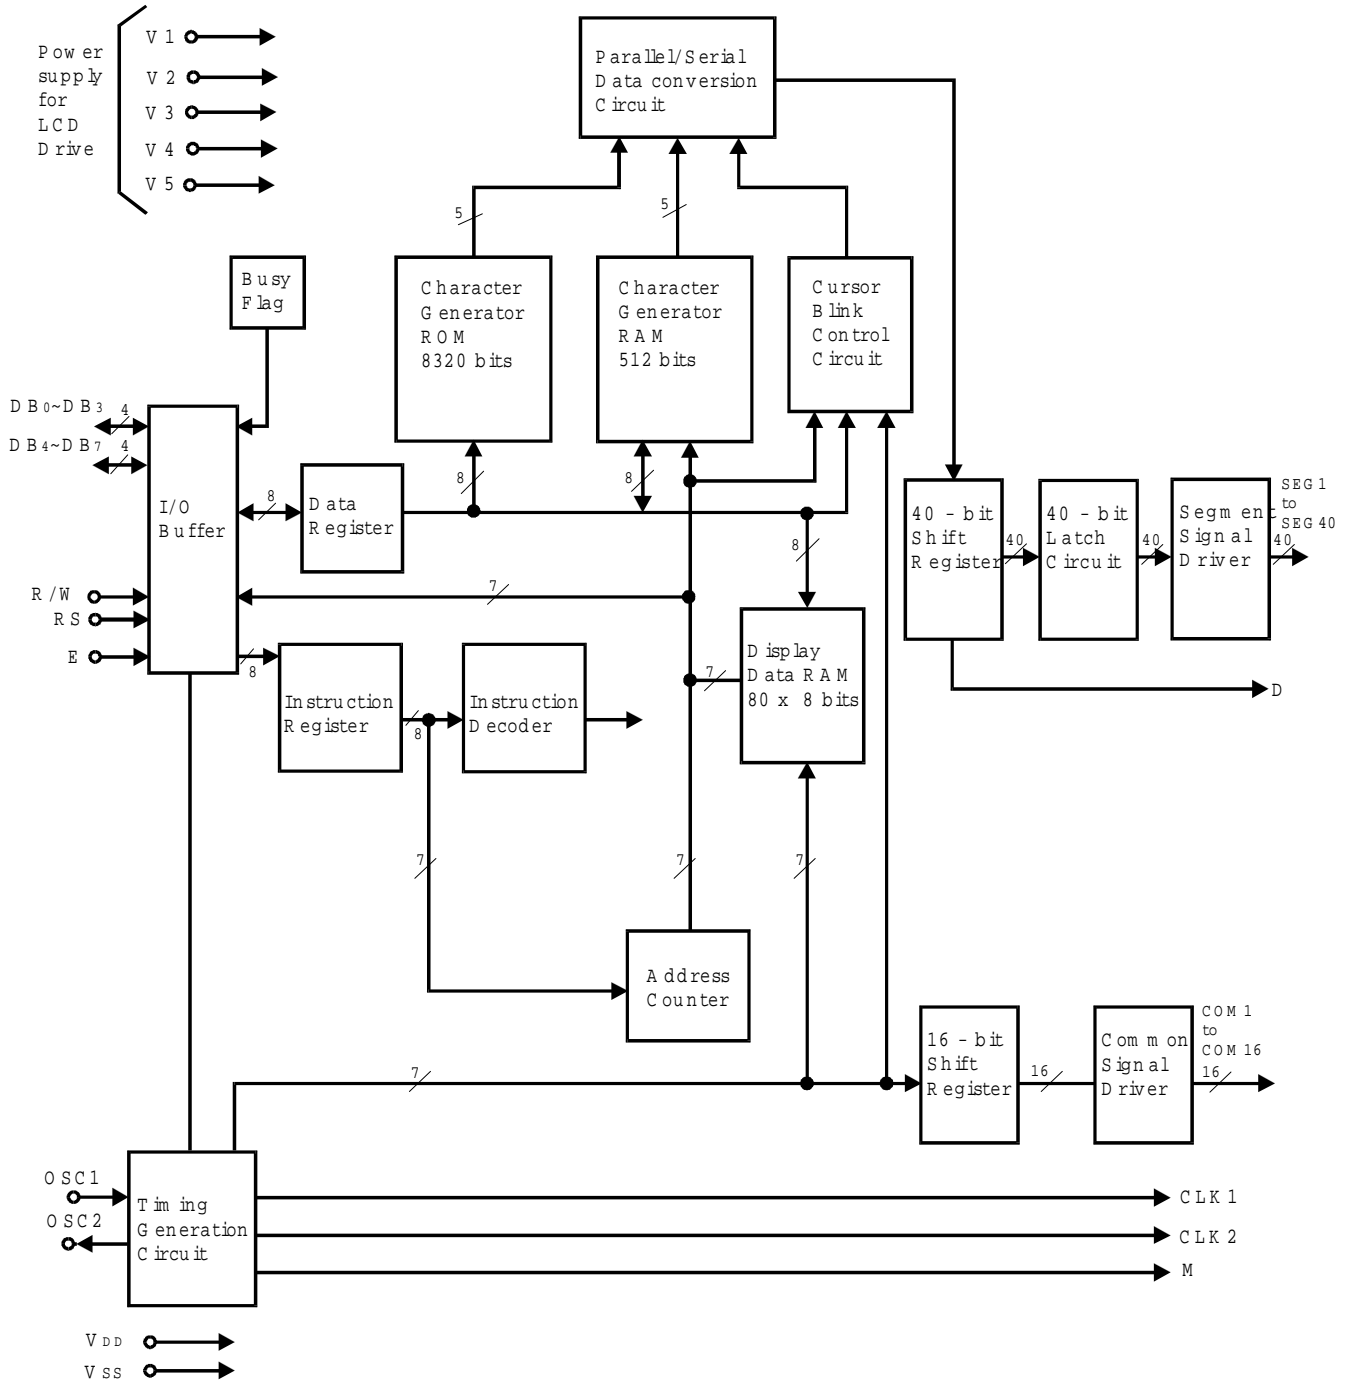 Power
supply
for
LCD
Drive
V1
V2
V3
V4
V5
Parallel/Serial
Data conversion
Circuit
5
5
Busy
Flag
Character
Generator
ROM
8320 bits
Character
Generator
RAM
512 bits
Cursor
Blink
Control
Circuit
DB0~DB3
4
DB4~DB7
4
I/O
Buffer
8
Data
Register
8
8
8
40-bit
Shift
Register
40
40-bit
Latch
Circuit
40
Segment
Signal
Driver
SEG1
to
SEG40
40
R/W
RS
E
7
8
Instruction
Register
8
Instruction
Decoder
7
Display
Data RAM
80 x 8 bits
D
7
7
7
Address
Counter
7
16-bit
Shift
Register
16
Common
Signal
Driver
COM1
to
COM16
16
OSC1
OSC2
Timing
Generation
Circuit
CLK1
CLK2
M
VDD
VSS